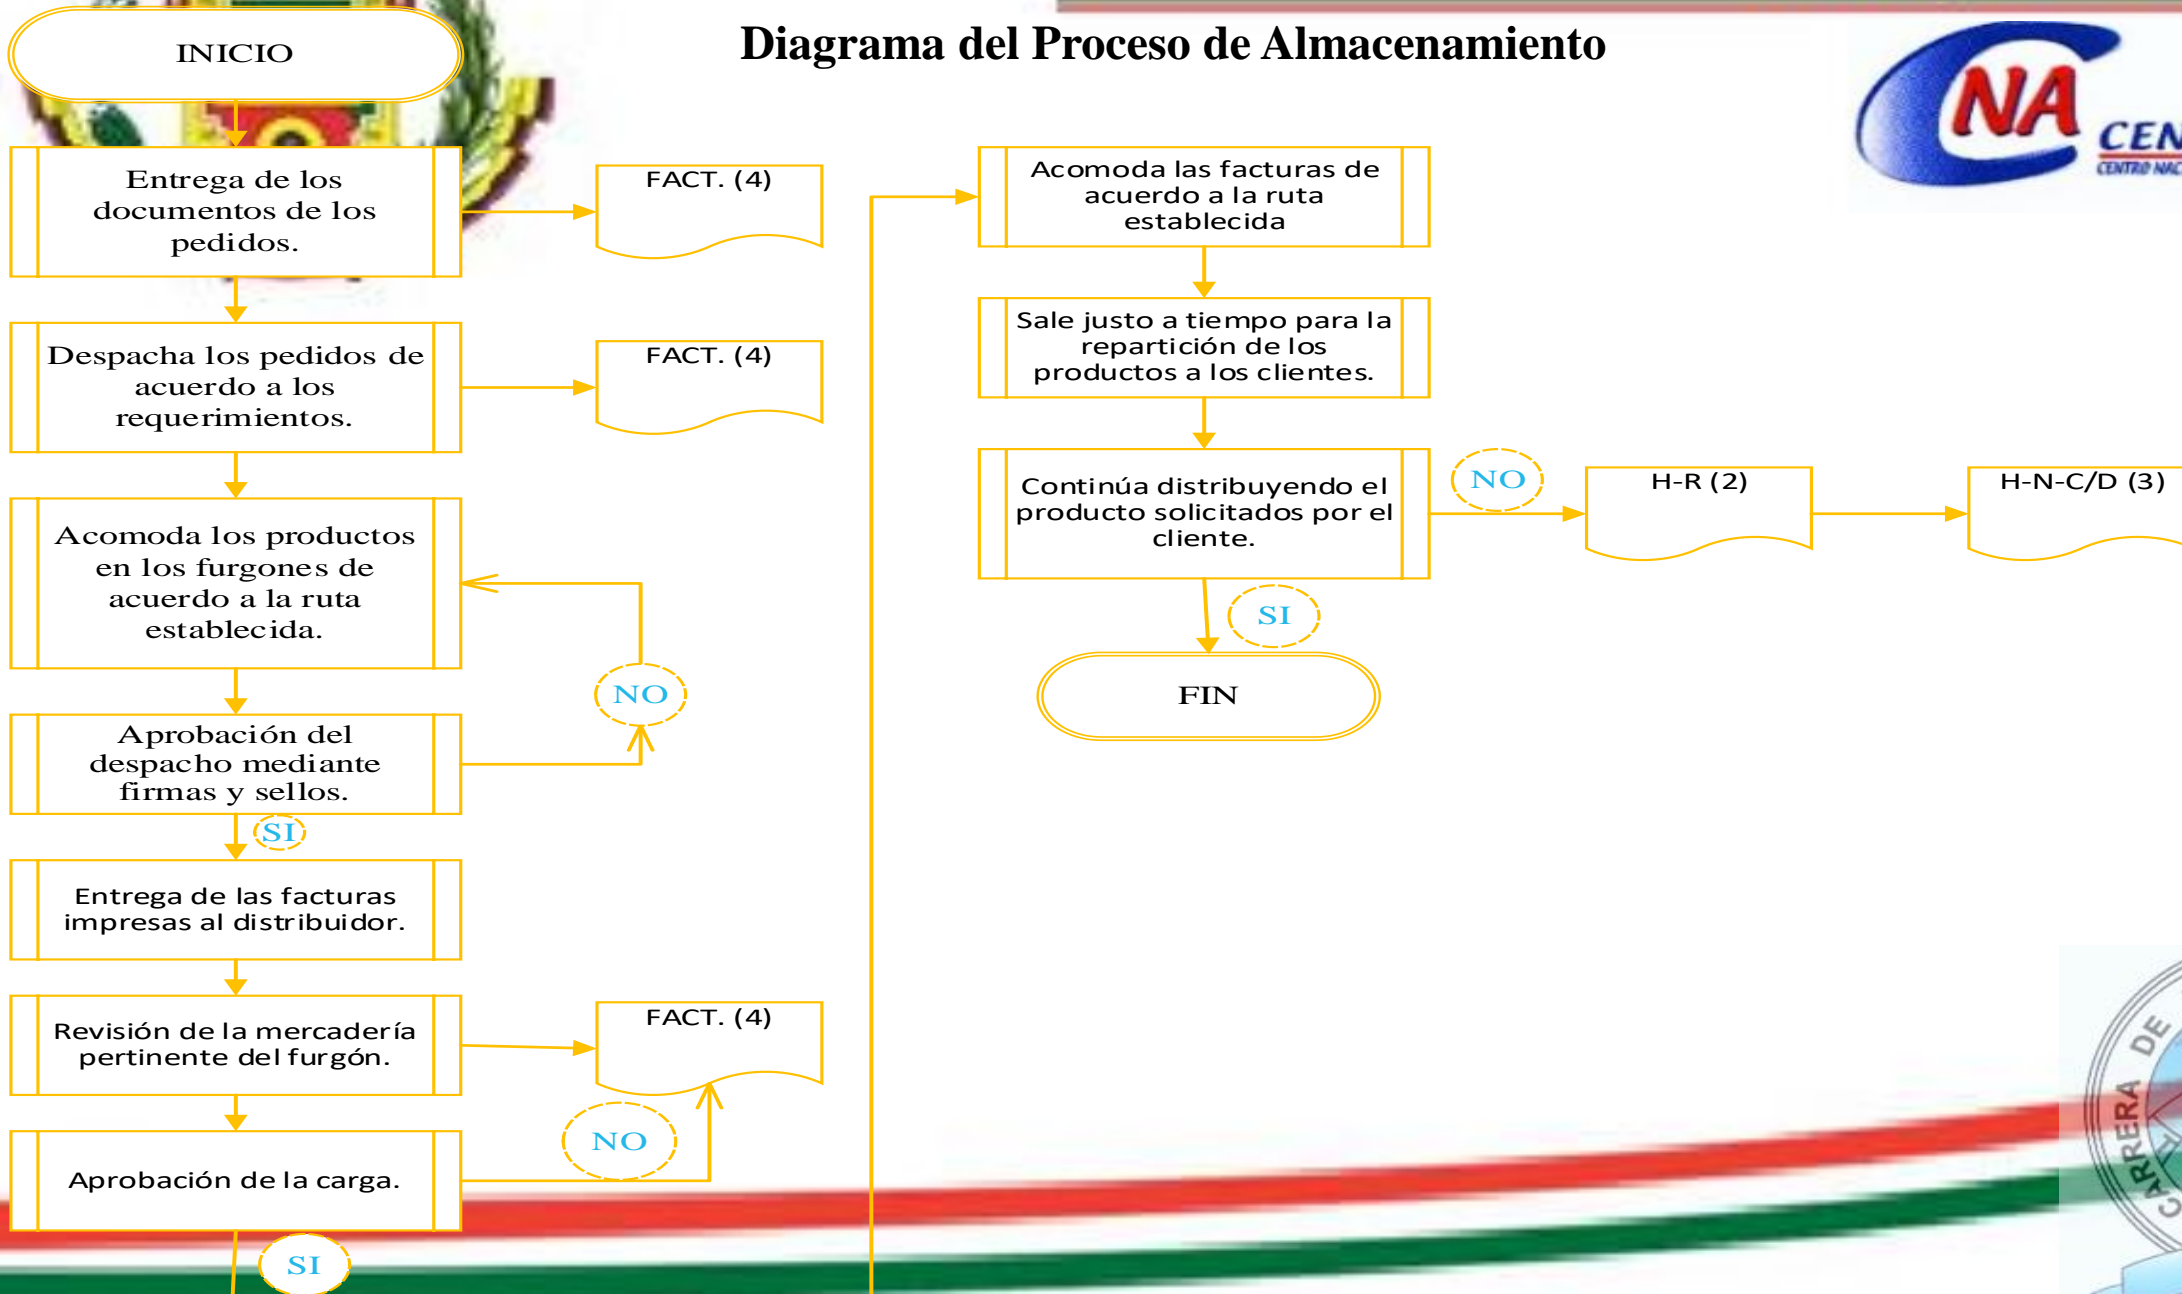 Diagrama del Proceso de Almacenamiento
NA
CEN
CENTRO NAC
INICIO
Entrega de los
documentos de los
pedidos.
FACT. (4)
Despacha los pedidos de
acuerdo a los
requerimientos.
FACT. (4)
Acomoda los productos
en los furgones de
acuerdo a la ruta
establecida.
NO
Aprobación del
despacho mediante
firmas y sellos.
SI
Entrega de las facturas
impresas al distribuidor.
Revisión de la mercadería
pertinente del furgón.
FACT. (4)
NO
Aprobación de la carga.
SI
Acomoda las facturas de
acuerdo a la ruta
establecida
Sale justo a tiempo para la
repartición de los
productos a los clientes.
Continúa distribuyendo el
producto solicitados por el
cliente.
NO
H-R (2)
H-N-C/D (3)
SI
FIN
CARRERA DE